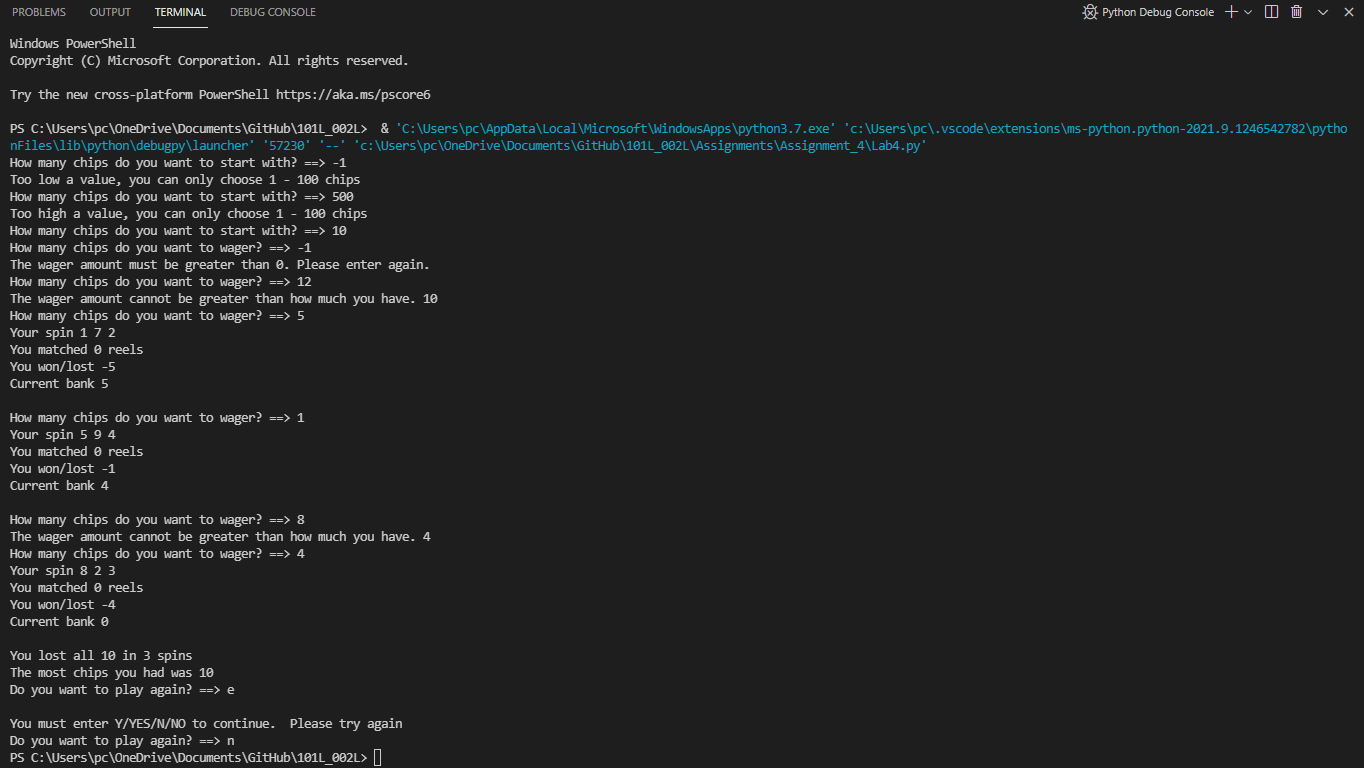 PROBLEMS OUTPUT TERMINAL DEBUG CONSOLE Python Debug Console
Windows PowerShell
Copyright (C) Microsoft Corporation. All rights reserved.
Try the new cross-platform PowerShell https://aka.ms/pscore6
PS C:\Users\pc\OneDrive\Documents\GitHub\101L_002L>  & 'C:\Users\pc\AppData\Local\Microsoft\WindowsApps\python3.7.exe' 'c:\Users\pc\.vscode\extensions\ms-python.python-2021.9.1246542782\pytho
nFiles\lib\python\debugpy\launcher' '57230' '--' 'c:\Users\pc\OneDrive\Documents\GitHub\101L_002L\Assignments\Assignment_4\Lab4.py'
How many chips do you want to start with? ==> -1
Too low a value, you can only choose 1 - 100 chips
How many chips do you want to start with? ==> 500
Too high a value, you can only choose 1 - 100 chips
How many chips do you want to start with? ==> 10
How many chips do you want to wager? ==> -1
The wager amount must be greater than 0. Please enter again.
How many chips do you want to wager? ==> 12
The wager amount cannot be greater than how much you have. 10
How many chips do you want to wager? ==> 5
Your spin 1 7 2
You matched 0 reels
You won/lost -5
Current bank 5
How many chips do you want to wager? ==> 1
Your spin 5 9 4
You matched 0 reels
You won/lost -1
Current bank 4
How many chips do you want to wager? ==> 8
The wager amount cannot be greater than how much you have. 4
How many chips do you want to wager? ==> 4
Your spin 8 2 3
You matched 0 reels
You won/lost -4
Current bank 0
You lost all 10 in 3 spins
The most chips you had was 10
Do you want to play again? ==> e
You must enter Y/YES/N/NO to continue.  Please try again
Do you want to play again? ==> n
PS C:\Users\pc\OneDrive\Documents\GitHub\101L_002L>